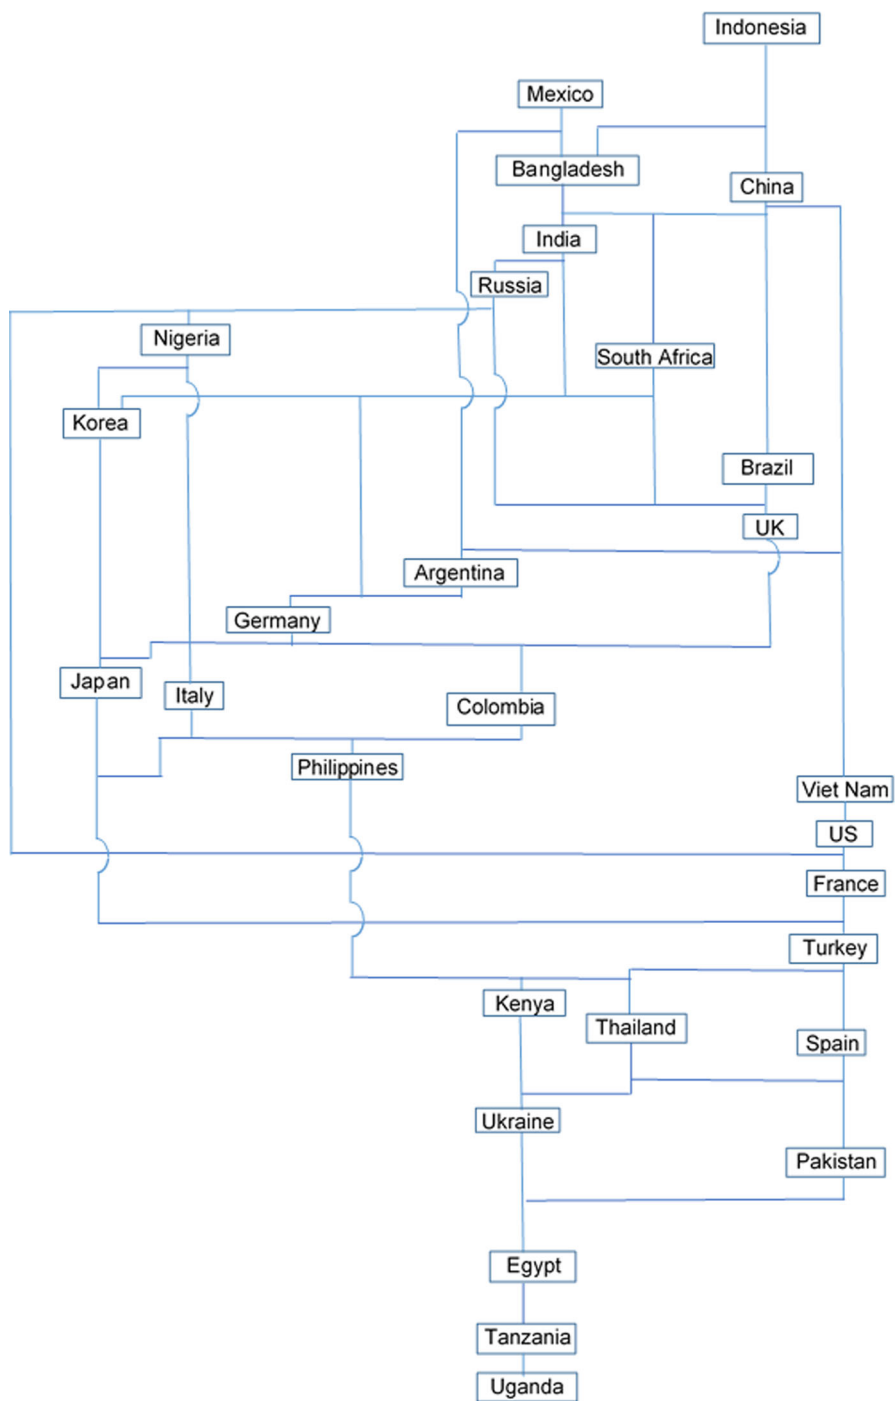 Indonesia
Mexico
Bangladesh
China
India
Russia
Nigeria
South Africa
Korea
Brazil
UK
Argentina
Germany
Japan
Italy
Colombia
Philippines
Viet Nam
US
France
Turkey
Kenya
Thailand
Spain
Ukraine
Pakistan
Egypt
Tanzania
Uganda